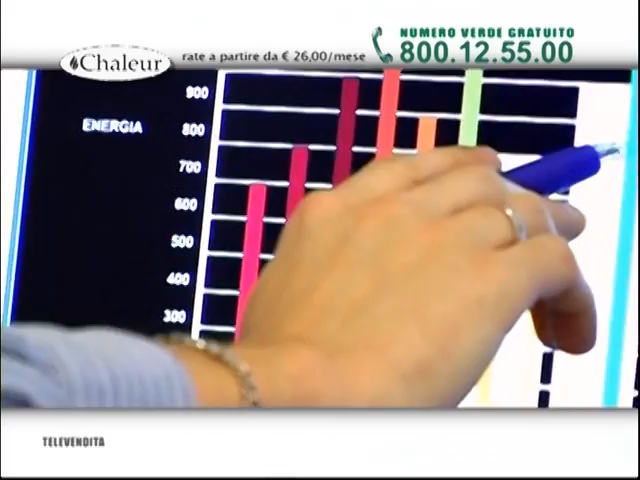 NUMERO VERDE GRATUITO
Chaleur
rate a partire da € 26,00/mese
800.12.55.00
900
ENERGIA
800
700
600
500
400
300
TELEVENDITA